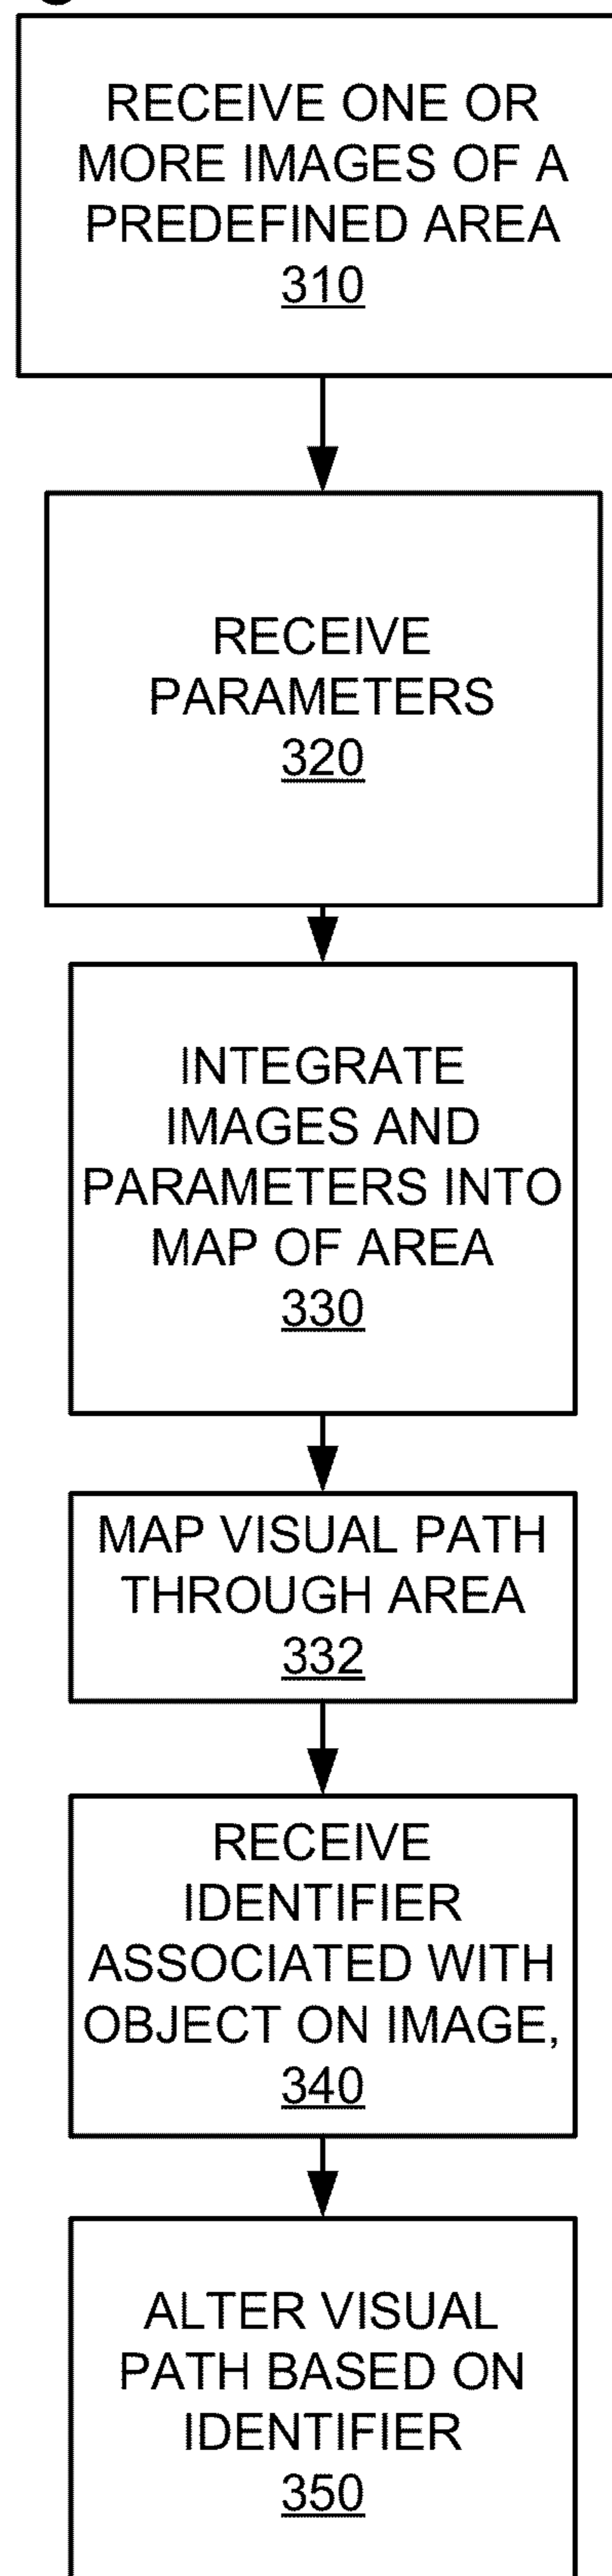 RECEIVE ONE OR
MORE IMAGES OF A
PREDEFINED AREA
310
RECEIVE
PARAMETERS
320
INTEGRATE
IMAGES AND
PARAMETERS INTO
MAP OF AREA
330
MAP VISUAL PATH
THROUGH AREA
332
RECEIVE
IDENTIFIER
ASSOCIATED WITH
OBJECT ON IMAGE,
340
ALTER VISUAL
PATH BASED ON
IDENTIFIER
350